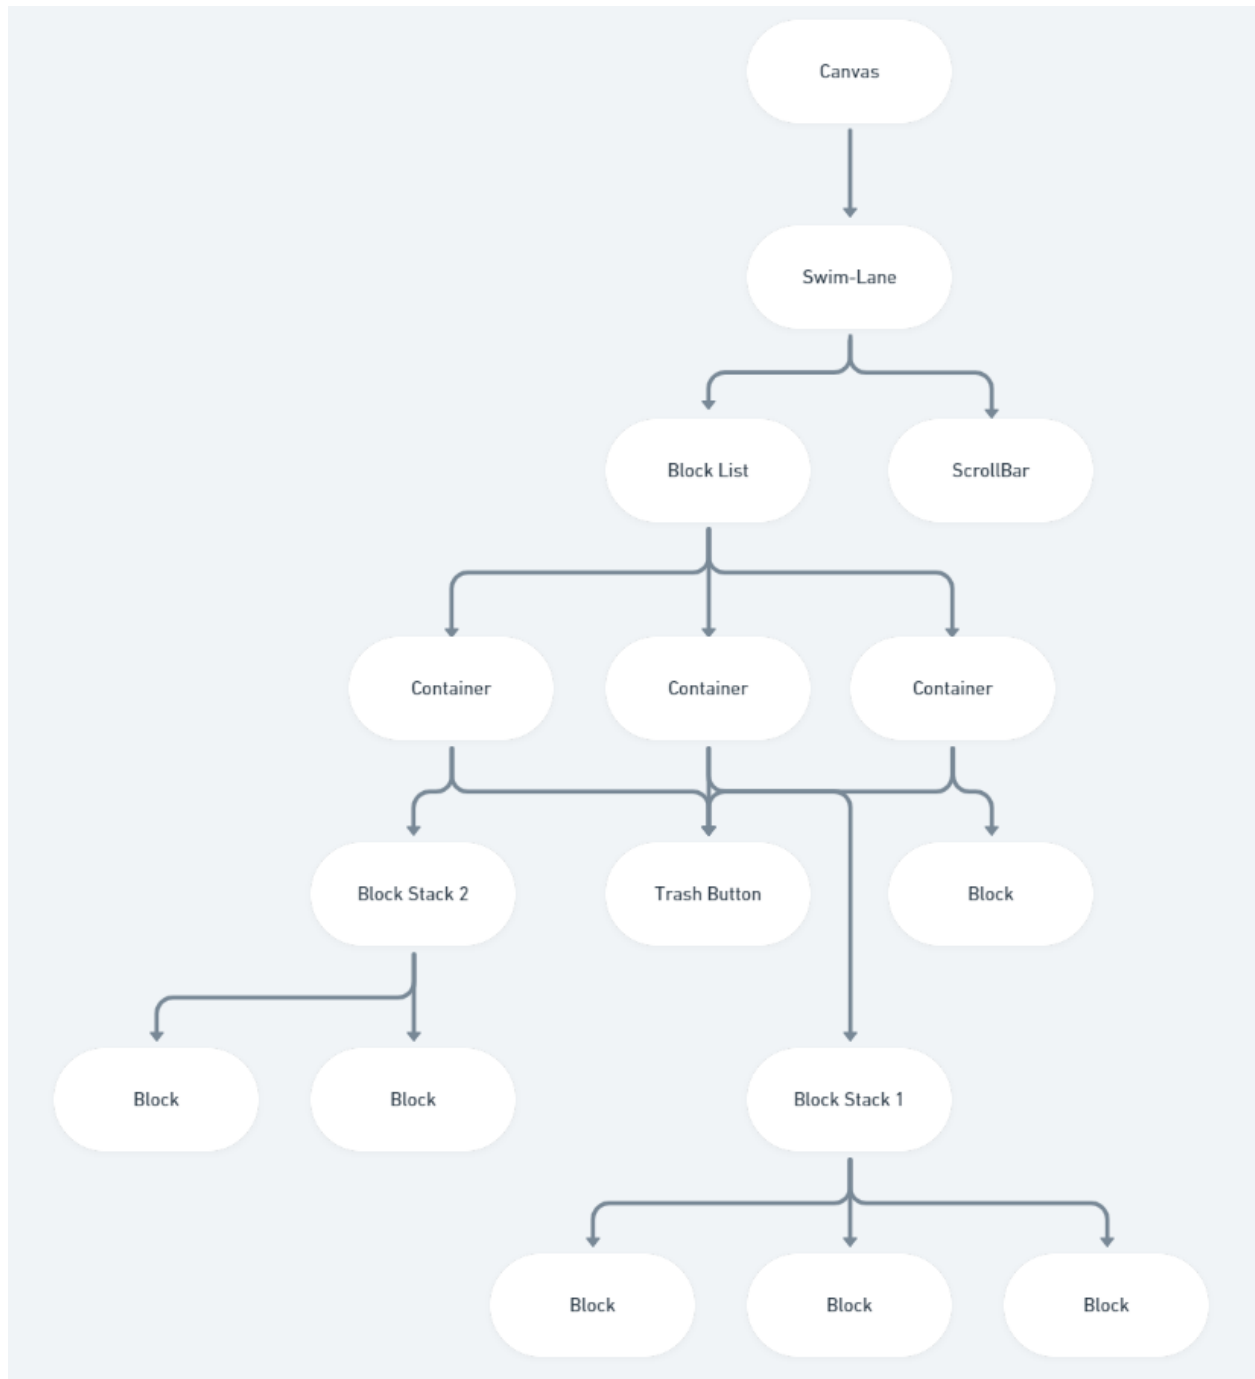 Canvas
Swim-Lane
Block List
ScrollBar
Container
Container
Container
Block Stack 2
Trash Button
Block
Block
Block
Block Stack 1
Block
Block
Block